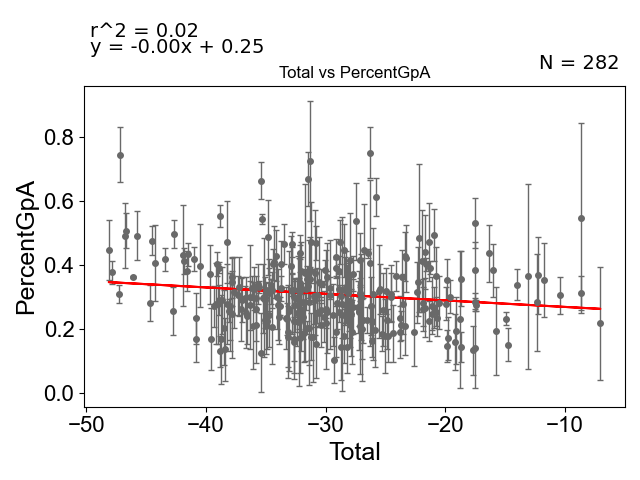 r^2 = 0.02
y = -0.00x + 0.25
N = 282
Total vs PercentGpA
PercentGpA
0.8
0.6
0.4
0.2
0.0
−50 −40 −30 −20 −10
Total